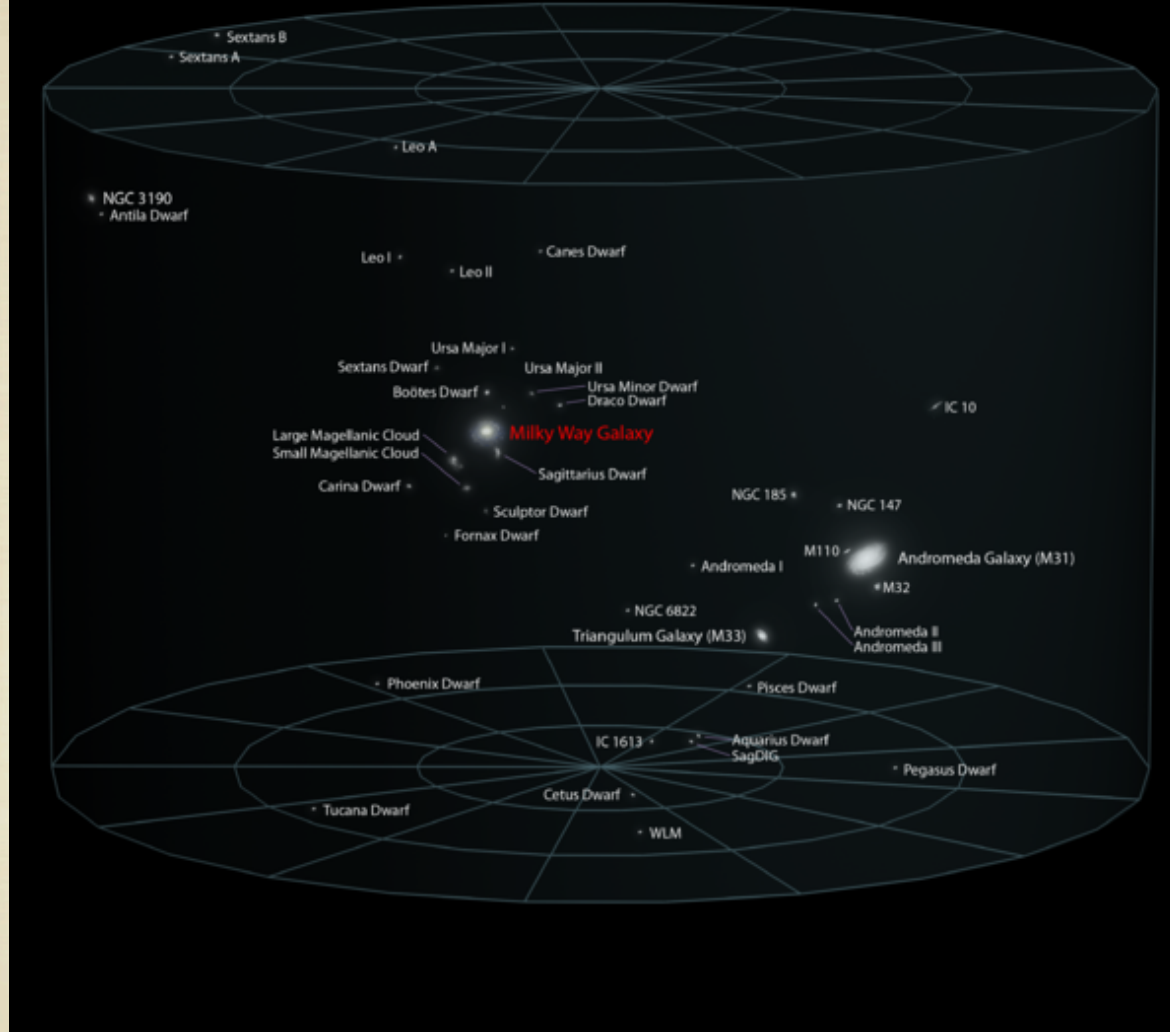 Sextans B
Sextans A
Leo A
NGC 3190
Antila Dwarf
Canes Dwarf
Leo I
Leo II
Ursa Major I
Sextans Dwarf
Ursa Major II
Ursa Minor Dwarf
Boötes Dwarf
Draco Dwarf
IC 10
Milky Way Galaxy
Large Magellanic Cloud
Small Magellanic Cloud
Sagittarius Dwarf
Carina Dwarf
NGC 185
NGC 147
Sculptor Dwarf
Fornax Dwarf
M110
Andromeda Galaxy (M31)
Andromeda I
M32
NGC 6822
Andromeda II
Triangulum Galaxy (M33)
Andromeda III
Phoenix Dwarf
Pisces Dwarf
IC 1613
Aquarius Dwarf
SagDIG
Pegasus Dwarf
Cetus Dwarf
Tucana Dwarf
WLM